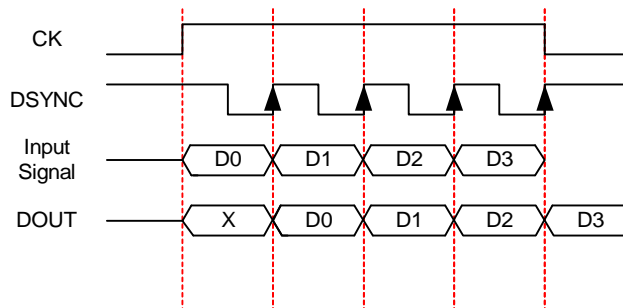 CK
DSYNC
Input
Signal
D0 D1 D2 D3
DOUT
X D0 D1 D2 D3